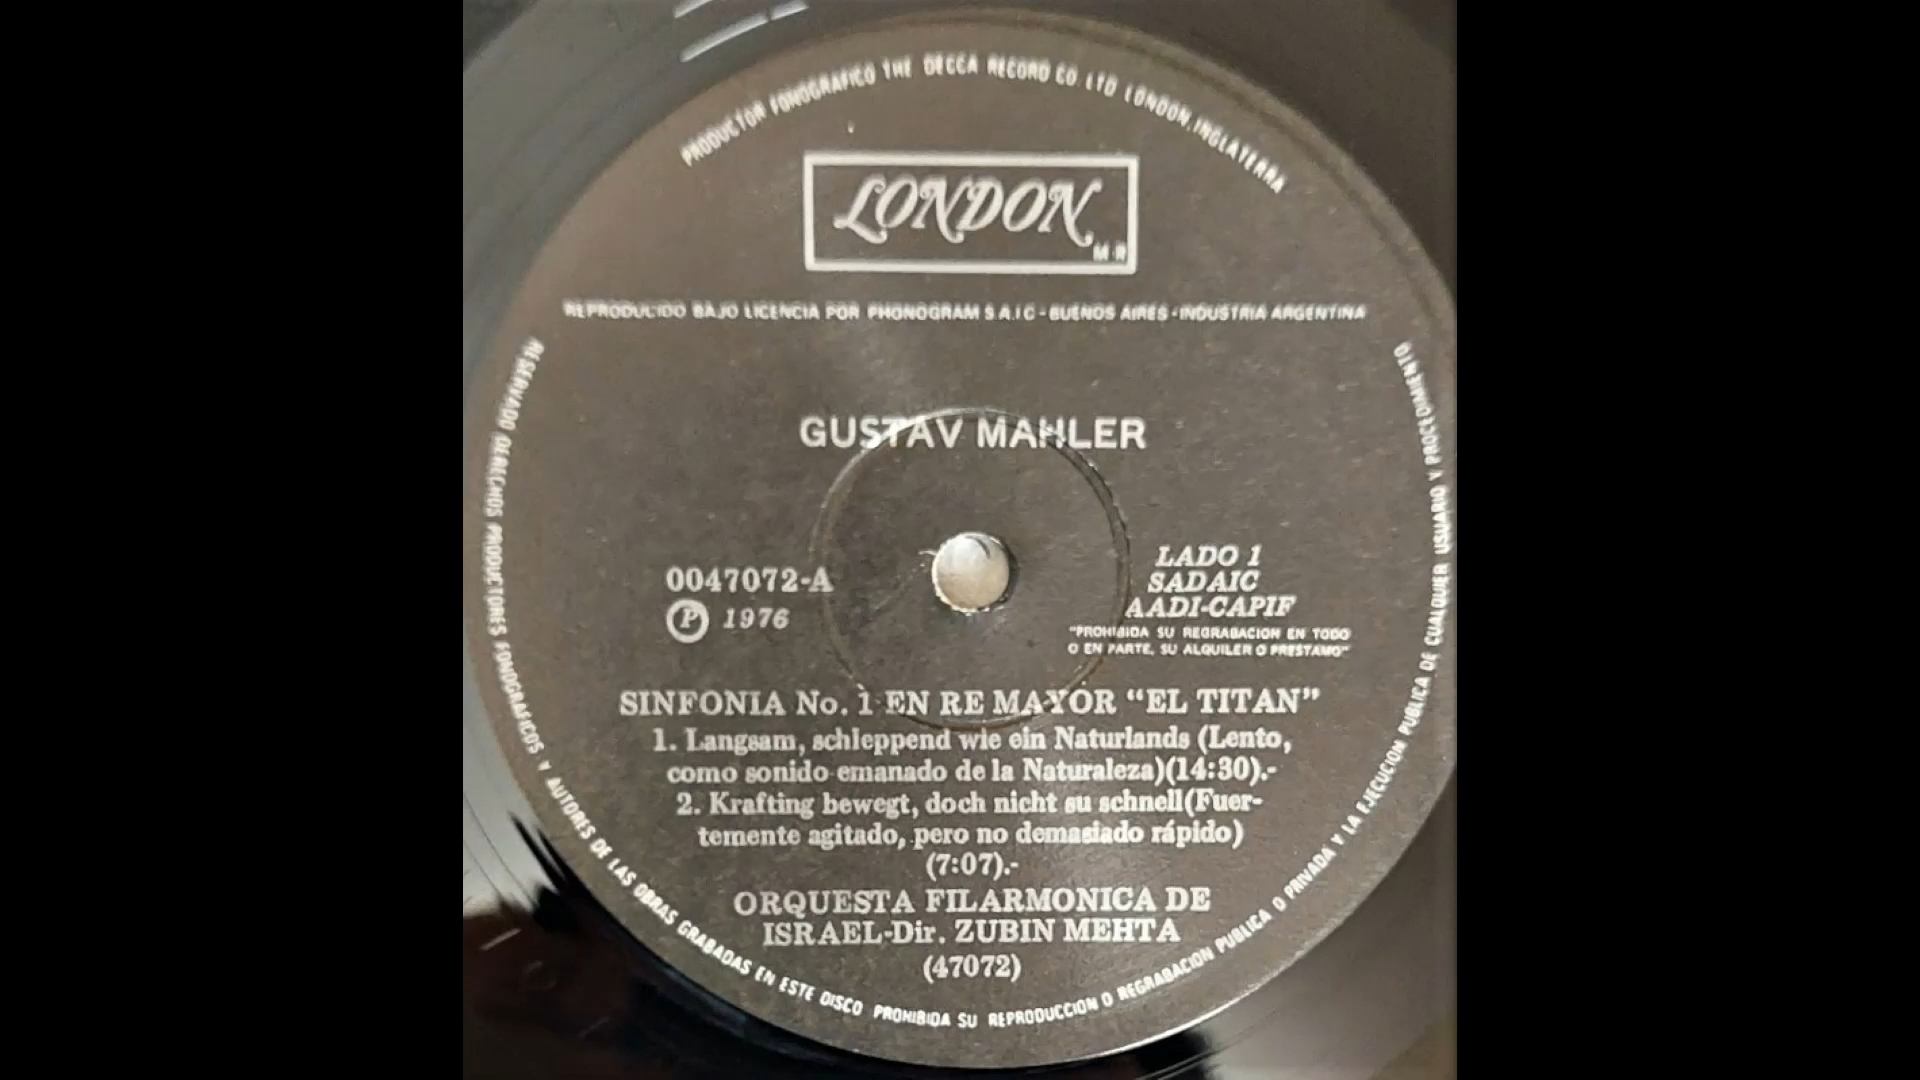 PRODUCTOR FONOGRAFICO THE DECCA RECORD CO. LTD LONDON, INGLATERRA
LONDON
M.R
REPRODUCIDO BAJO LICENCIA POR PHONOGRAM S.A.I C - BUENOS AIRES - INDUSTRIA ARGENTINA
GUSTAV MAHLER
0047072-A
Ⓟ 1976
LADO 1
SADAIC
AADI-CAPIF
"PROHIBIDA SU REGRABACION EN TODO
O EN PARTE, SU ALQUILER O PRESTAMO"
SINFONIA No. 1 EN RE MAYOR “EL TITAN”
1. Langsam, schleppend wie ein Naturlands (Lento,
como sonido emanado de la Naturaleza)(14:30).-
2. Krafting bewegt, doch nicht su schnell(Fuer-
temente agitado, pero no demasiado rápido)
(7:07).-
ORQUESTA FILARMONICA DE
ISRAEL-Dir. ZUBIN MEHTA
(47072)
RESERVADO DERECHOS PRODUCTORES FONOGRAFICOS Y AUTORES DE LAS OBRAS GRABADAS EN ESTE DISCO PROHIBIDA SU REPRODUCCION O REGRABACION PUBLICA O PRIVADA Y LA EJECUCION PUBLICA DE CUALQUIER USUARIO Y PROCEDIMIENTO